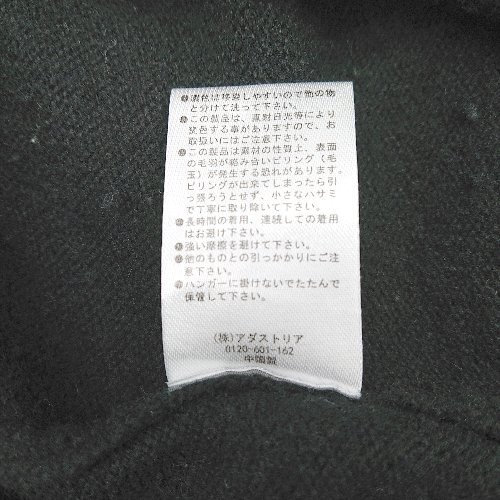 濃色は移染しやすいので他の物
と分けて洗って下さい。
この製品は、直射日光等により
変色する事がありますので、お
取扱いにはご注意下さい。
この製品は素材の性質上、表面
の毛羽が絡み合いピリング(毛
玉)が発生する恐れがあります。
ピリングが出来てしまったら引
っ張ろうとせず、小さなハサミ
で丁寧に取り除いて下さい。
長時間の着用、連続しての着用
はお避け下さい。
強い摩擦を避けて下さい。
他のものとの引っかかりにご注
意下さい。
ハンガーに掛けないでたたんで
保管して下さい。
(株)アダストリア
0120-601-162
中国製